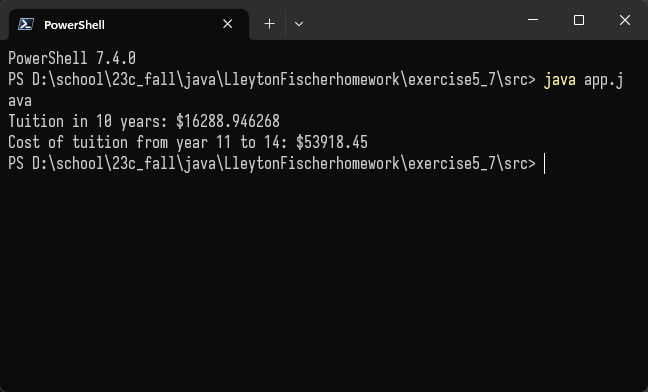 PowerShell
PowerShell 7.4.0
PS D:\school\23c_fall\java\LleytonFischerhomework\exercise5_7\src> java app.j
ava
Tuition in 10 years: $16288.946268
Cost of tuition from year 11 to 14: $53918.45
PS D:\school\23c_fall\java\LleytonFischerhomework\exercise5_7\src>